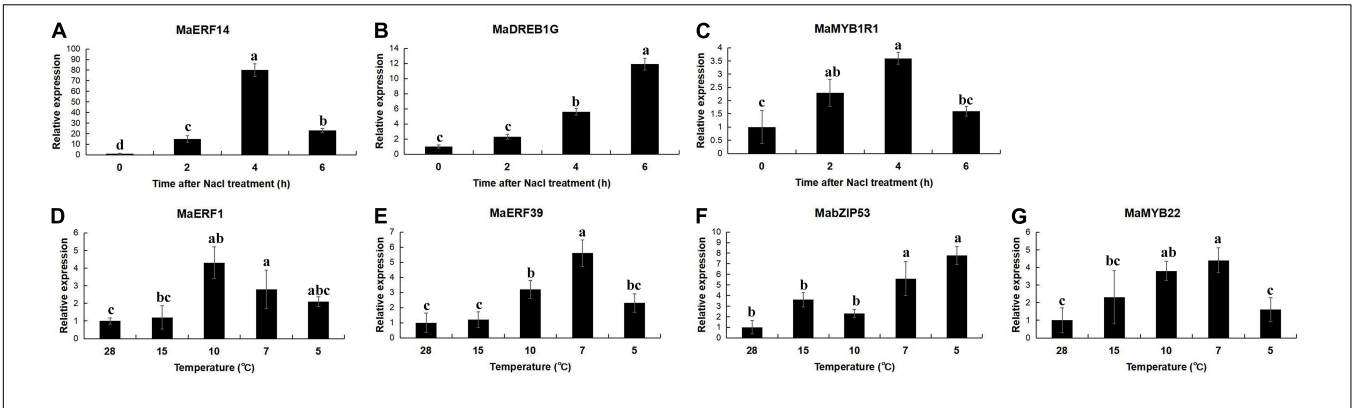 A
MaERF14
Relative expression
100
90
80
70
60
50
40
30
20
10
0
d
c
a
b
0 2 4 6
Time after Nacl treatment (h)
B
MaDREB1G
Relative expression
14
12
10
8
6
4
2
0
c
c
b
a
0 2 4 6
Time after Nacl treatment (h)
C
MaMYB1R1
Relative expression
4
3.5
3
2.5
2
1.5
1
0.5
0
c
ab
a
bc
0 2 4 6
Time after Nacl treatment (h)
D
MaERF1
Relative expression
6
5
4
3
2
1
0
c
bc
ab
a
abc
28 15 10 7 5
Temperature (°C)
E
MaERF39
Relative expression
7
6
5
4
3
2
1
0
c
c
b
a
bc
28 15 10 7 5
Temperature (°C)
F
MabZIP53
Relative expression
10
9
8
7
6
5
4
3
2
1
0
b
b
b
a
a
28 15 10 7 5
Temperature (°C)
G
MaMYB22
Relative expression
6
5
4
3
2
1
0
c
bc
ab
a
c
28 15 10 7 5
Temperature (°C)